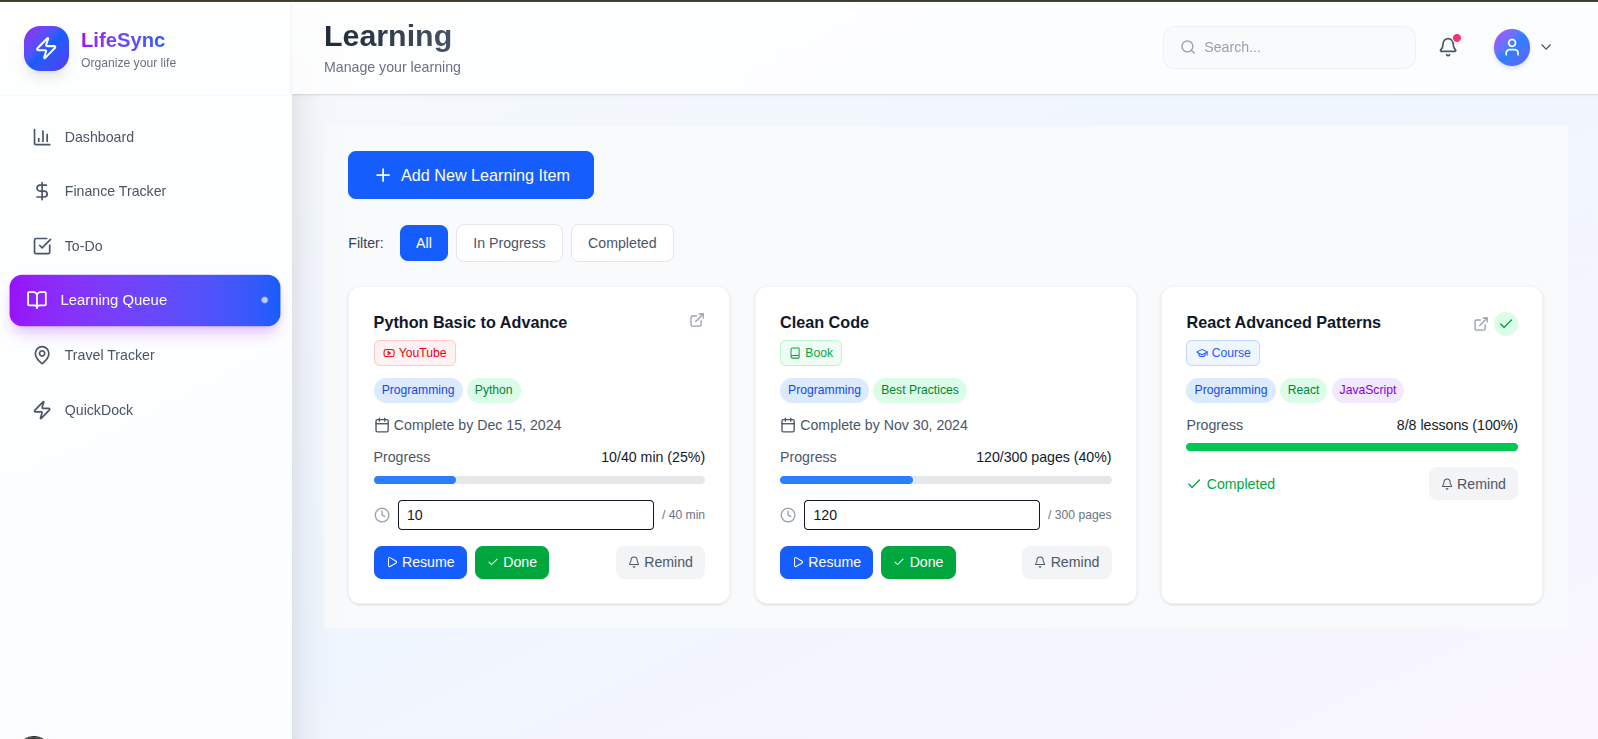 LifeSync
Organize your life
Dashboard
Finance Tracker
To-Do
Learning Queue
Travel Tracker
QuickDock
Learning
Manage your learning
Search...
Add New Learning Item
Filter: All In Progress Completed
Python Basic to Advance
YouTube
Programming Python
Complete by Dec 15, 2024
Progress 10/40 min (25%)
10 / 40 min
Resume Done Remind
Clean Code
Book
Programming Best Practices
Complete by Nov 30, 2024
Progress 120/300 pages (40%)
120 / 300 pages
Resume Done Remind
React Advanced Patterns
Course
Programming React JavaScript
Progress 8/8 lessons (100%)
Completed Remind